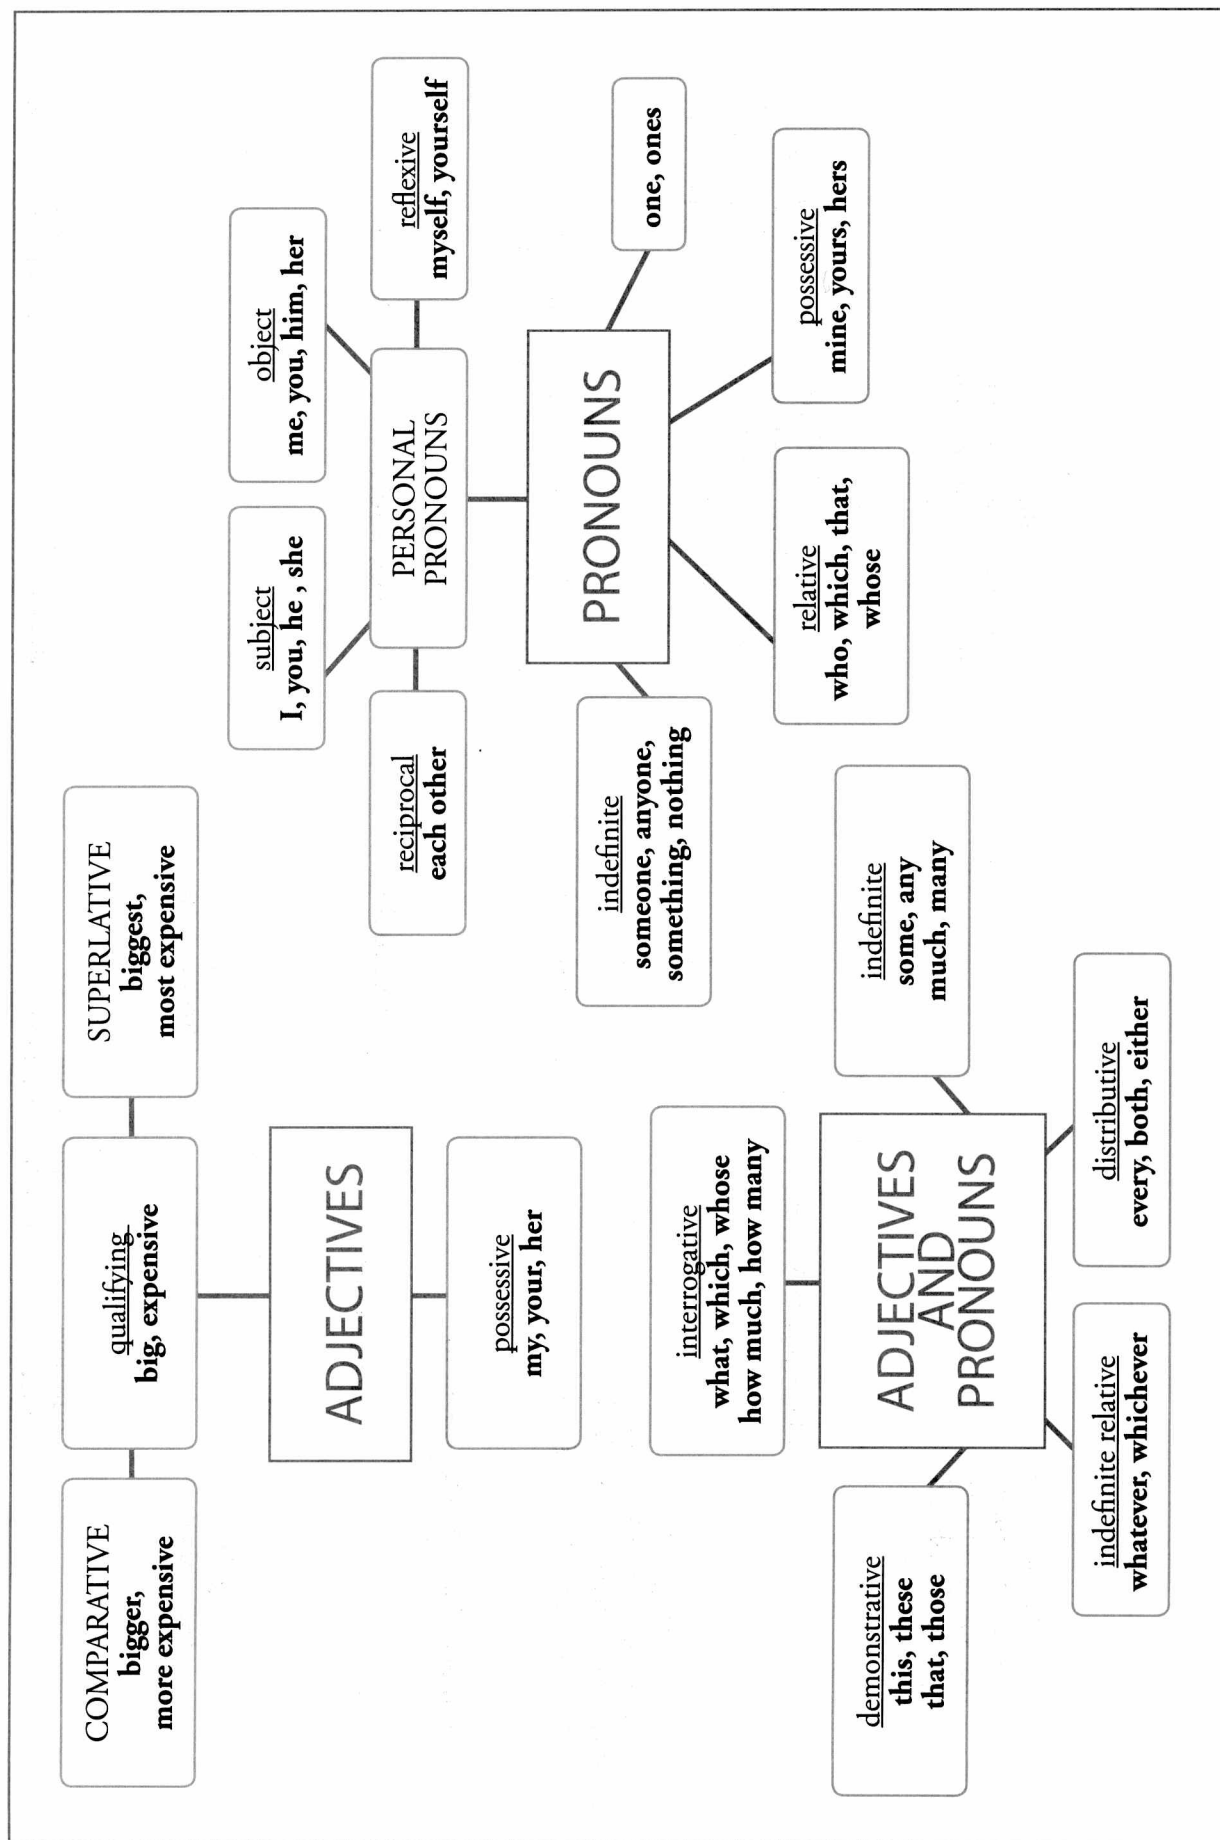 COMPARATIVE
bigger,
more expensive
qualifying
big, expensive
SUPERLATIVE
biggest,
most expensive
ADJECTIVES
possessive
my, your, her
subject
I, you, he , she
object
me, you, him, her
reciprocal
each other
PERSONAL
PRONOUNS
reflexive
myself, yourself
PRONOUNS
one, ones
indefinite
someone, anyone,
something, nothing
relative
who, which, that,
whose
possessive
mine, yours, hers
interrogative
what, which, whose
how much, how many
demonstrative
this, these
that, those
ADJECTIVES
AND
PRONOUNS
indefinite
some, any
much, many
indefinite relative
whatever, whichever
distributive
every, both, either